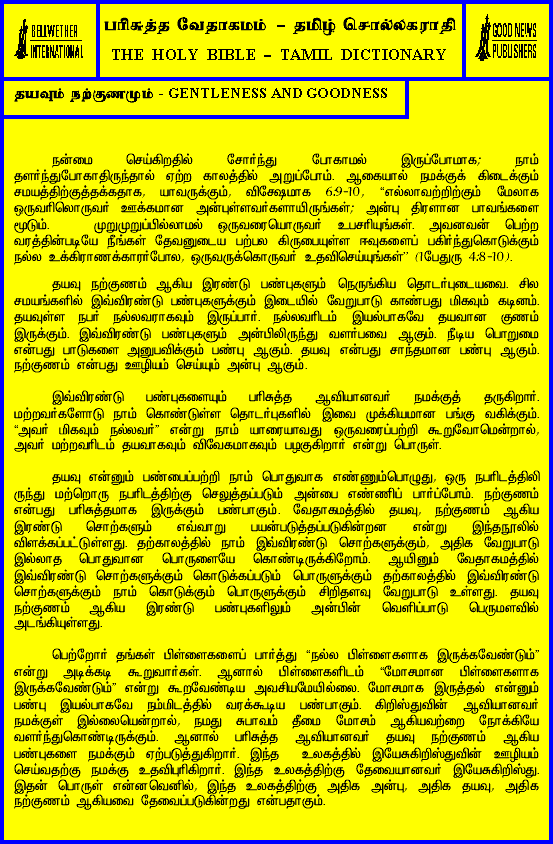 BELLWETHER
INTERNATIONAL
பரிசுத்த வேதாகமம் – தமிழ் சொல்லகராதி
THE HOLY BIBLE – TAMIL DICTIONARY
GOOD NEWS
PUBLISHERS
தயவும் நற்குணமும் - GENTLENESS AND GOODNESS
நன்மை செய்கிறதில் சோர்ந்து போகாமல் இருப்போமாக; நாம்
தளர்ந்துபோகாதிருந்தால் ஏற்ற காலத்தில் அறுப்போம். ஆகையால் நமக்குக் கிடைக்கும்
சமயத்திற்குத்தக்கதாக, யாவருக்கும், விசேஷமாக 6:9-10, “எல்லாவற்றிற்கும் மேலாக
ஒருவரிலொருவர் ஊக்கமான அன்புள்ளவர்களாயிருங்கள்; அன்பு திரளான பாவங்களை
மூடும். முறுமுறுப்பில்லாமல் ஒருவரையொருவர் உபசரியுங்கள். அவனவன் பெற்ற
வரத்தின்படியே நீங்கள் தேவனுடைய பற்பல கிருபையுள்ள ஈவுகளைப் பகிர்ந்துகொடுக்கும்
நல்ல உக்கிராணக்காரர்போல, ஒருவருக்கொருவர் உதவிசெய்யுங்கள்” (1பேதுரு 4:8-10).
தயவு நற்குணம் ஆகிய இரண்டு பண்புகளும் நெருங்கிய தொடர்புடையவை. சில
சமயங்களில் இவ்விரண்டு பண்புகளுக்கும் இடையில் வேறுபாடு காண்பது மிகவும் கடினம்.
தயவுள்ள நபர் நல்லவராகவும் இருப்பார். நல்லவரிடம் இயல்பாகவே தயவான குணம்
இருக்கும். இவ்விரண்டு பண்புகளும் அன்பிலிருந்து வளர்பவை ஆகும். நீடிய பொறுமை
என்பது பாடுகளை அனுபவிக்கும் பண்பு ஆகும். தயவு என்பது சாந்தமான பண்பு ஆகும்.
நற்குணம் என்பது ஊழியம் செய்யும் அன்பு ஆகும்.
இவ்விரண்டு பண்புகளையும் பரிசுத்த ஆவியானவர் நமக்குத் தருகிறார்.
மற்றவர்களோடு நாம் கொண்டுள்ள தொடர்புகளில் இவை முக்கியமான பங்கு வகிக்கும்.
“அவர் மிகவும் நல்லவர்” என்று நாம் யாரையாவது ஒருவரைப்பற்றி கூறுவோமென்றால்,
அவர் மற்றவரிடம் தயவாகவும் விவேகமாகவும் பழகுகிறார் என்று பொருள்.
தயவு என்னும் பண்பைப்பற்றி நாம் பொதுவாக எண்ணும்பொழுது, ஒரு நபரிடத்திலி
ருந்து மற்றொரு நபரிடத்திற்கு செலுத்தப்படும் அன்பை எண்ணிப் பார்ப்போம். நற்குணம்
என்பது பரிசுத்தமாக இருக்கும் பண்பாகும். வேதாகமத்தில் தயவு, நற்குணம் ஆகிய
இரண்டு சொற்களும் எவ்வாறு பயன்படுத்தப்படுகின்றன என்று இந்தநூலில்
விளக்கப்பட்டுள்ளது. தற்காலத்தில் நாம் இவ்விரண்டு சொற்களுக்கும், அதிக வேறுபாடு
இல்லாத பொதுவான பொருளையே கொண்டிருக்கிறோம். ஆயினும் வேதாகமத்தில்
இவ்விரண்டு சொற்களுக்கும் கொடுக்கப்படும் பொருளுக்கும் தற்காலத்தில் இவ்விரண்டு
சொற்களுக்கும் நாம் கொடுக்கும் பொருளுக்கும் சிறிதளவு வேறுபாடு உள்ளது. தயவு
நற்குணம் ஆகிய இரண்டு பண்புகளிலும் அன்பின் வெளிப்பாடு பெருமளவில்
அடங்கியுள்ளது.
பெற்றோர் தங்கள் பிள்ளைகளைப் பார்த்து “நல்ல பிள்ளைகளாக இருக்கவேண்டும்”
என்று அடிக்கடி கூறுவார்கள். ஆனால் பிள்ளைகளிடம் “மோசமான பிள்ளைகளாக
இருக்கவேண்டும்” என்று கூறவேண்டிய அவசியமேயில்லை. மோசமாக இருத்தல் என்னும்
பண்பு இயல்பாகவே நம்மிடத்தில் வரக்கூடிய பண்பாகும். கிறிஸ்துவின் ஆவியானவர்
நமக்குள் இல்லையென்றால், நமது சுபாவம் தீமை மோசம் ஆகியவற்றை நோக்கியே
வளர்ந்துகொண்டிருக்கும். ஆனால் பரிசுத்த ஆவியானவர் தயவு நற்குணம் ஆகிய
பண்புகளை நமக்கும் ஏற்படுத்துகிறார். இந்த உலகத்தில் இயேசுகிறிஸ்துவின் ஊழியம்
செய்வதற்கு நமக்கு உதவிபுரிகிறார். இந்த உலகத்திற்கு தேவையானவர் இயேசுகிறிஸ்து.
இதன் பொருள் என்னவெனில், இந்த உலகத்திற்கு அதிக அன்பு, அதிக தயவு, அதிக
நற்குணம் ஆகியவை தேவைப்படுகின்றது என்பதாகும்.